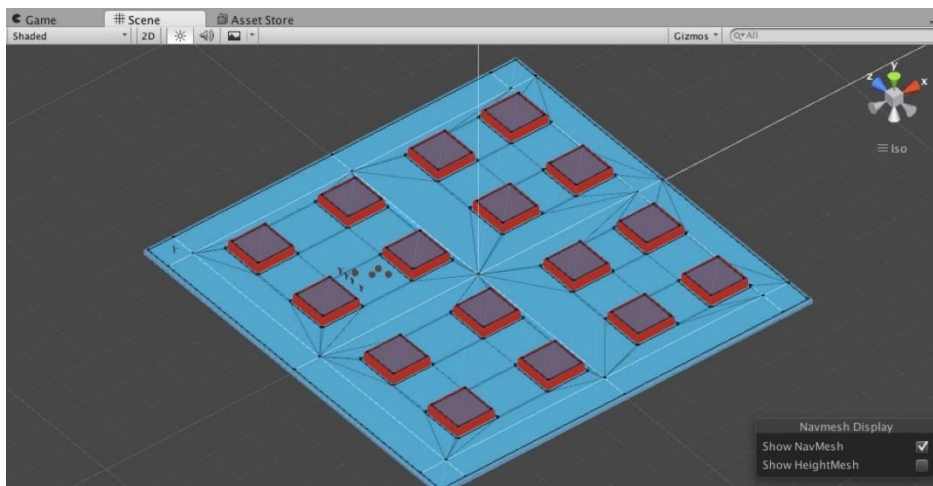 Game Scene Asset Store
Shaded 2D Gizmos All
y
z x
Iso
Navmesh Display
Show NavMesh
Show HeightMesh